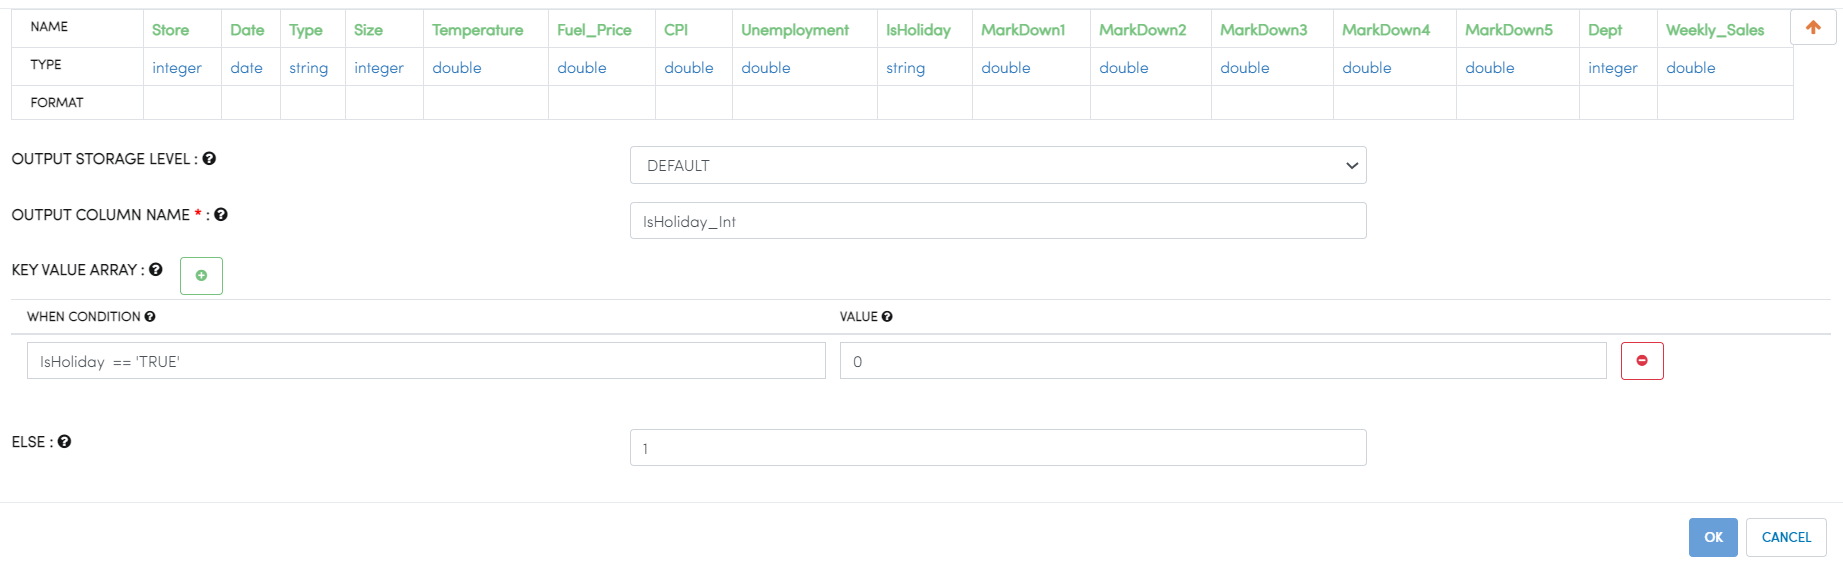 NAME Store Date Type Size Temperature Fuel_Price CPI Unemployment IsHoliday MarkDown1 MarkDown2 MarkDown3 MarkDown4 MarkDown5 Dept Weekly_Sales
TYPE integer date string integer double double double double string double double double double double integer double
FORMAT
OUTPUT STORAGE LEVEL :
DEFAULT
OUTPUT COLUMN NAME * :
IsHoliday_Int
KEY VALUE ARRAY :
WHEN CONDITION VALUE
IsHoliday == 'TRUE' 0
ELSE :
1
OK CANCEL